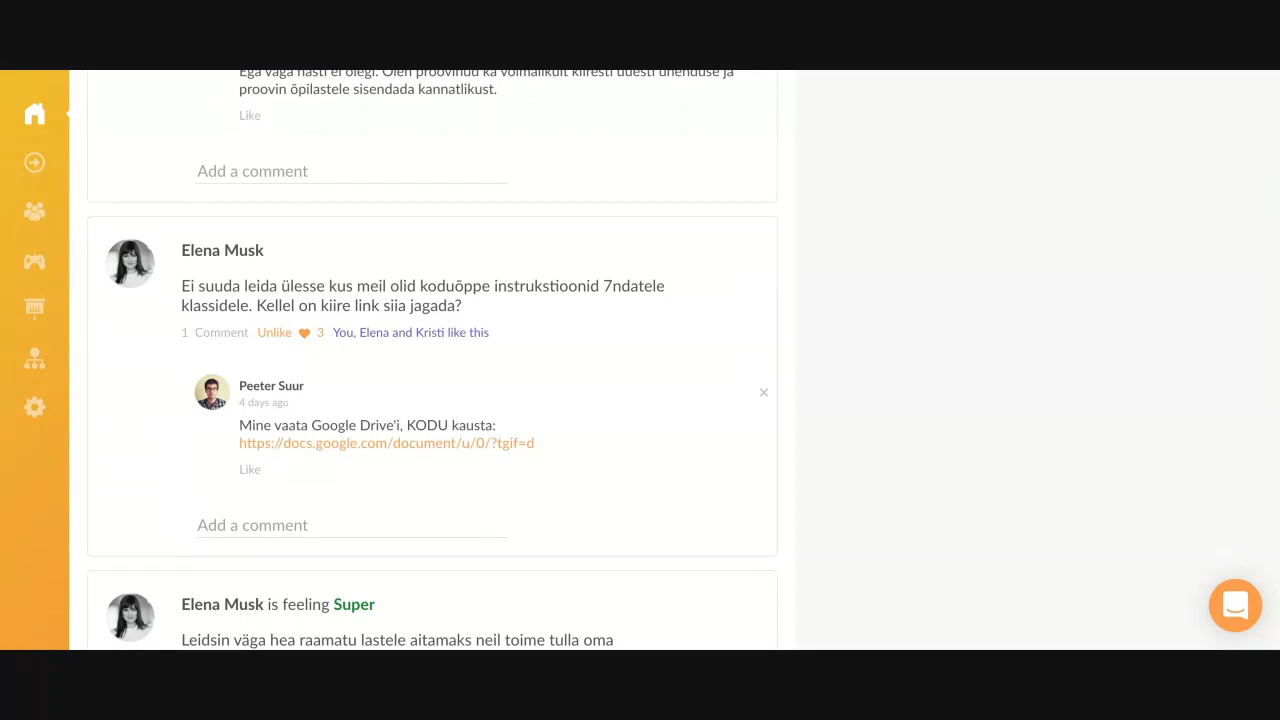 Ega väga hästi ei olegi. Olen proovinud ka võimalikult kiiresti uuesti ühenduse ja
proovin õpilastele sisendada kannatlikust.
Like
Add a comment
Elena Musk
Ei suuda leida ülesse kus meil olid koduõppe instrukstioonid 7ndatele
klassidele. Kellel on kiire link siia jagada?
1 Comment Unlike 3 You, Elena and Kristi like this
Peeter Suur
4 days ago
Mine vaata Google Drive'i, KODU kausta:
https://docs.google.com/document/u/0/?tgif=d
Like
Add a comment
Elena Musk is feeling Super
Leidsin väga hea raamatu lastele aitamaks neil toime tulla oma